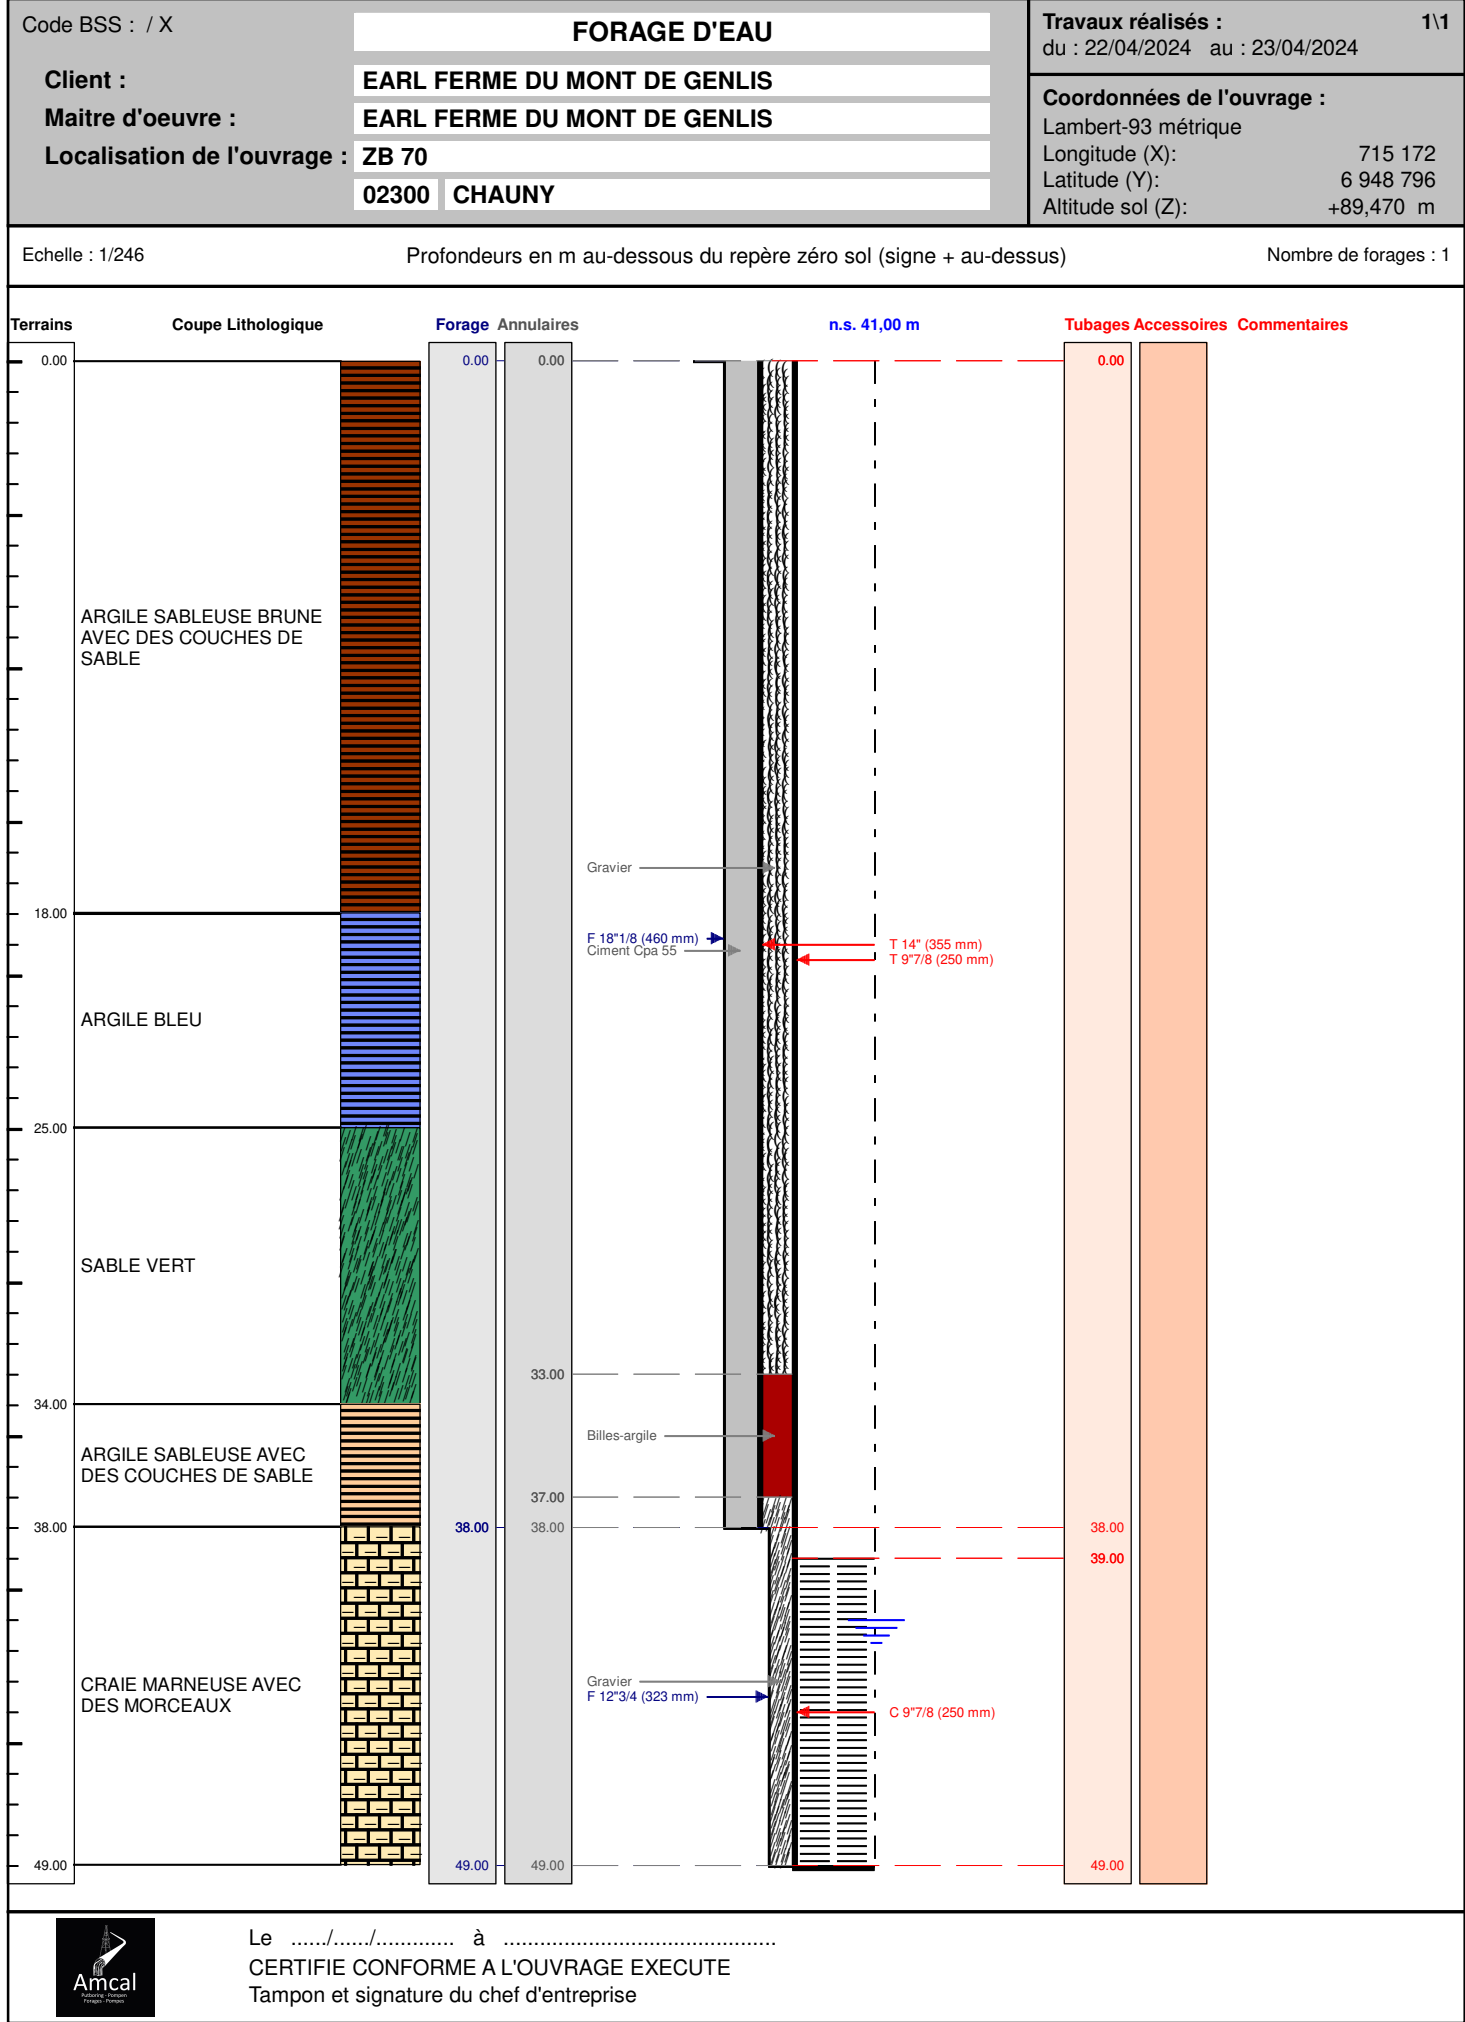 Code BSS :  / X
FORAGE D'EAU
Client :
EARL FERME DU MONT DE GENLIS
Maitre d'oeuvre :
EARL FERME DU MONT DE GENLIS
Localisation de l'ouvrage :
ZB 70
02300 CHAUNY
Travaux réalisés : 1\1
du : 22/04/2024 au : 23/04/2024
Coordonnées de l'ouvrage :
Lambert-93 métrique
Longitude (X): 715 172
Latitude (Y): 6 948 796
Altitude sol (Z): +89,470 m
Echelle : 1/246
Profondeurs en m au-dessous du repère zéro sol (signe + au-dessus)
Nombre de forages : 1
Terrains Coupe Lithologique Forage Annulaires n.s. 41,00 m Tubages Accessoires Commentaires
0.00 0.00 0.00 0.00
ARGILE SABLEUSE BRUNE
AVEC DES COUCHES DE
SABLE
Gravier
18.00
F 18"1/8 (460 mm)
Ciment Cpa 55
T 14" (355 mm)
T 9"7/8 (250 mm)
ARGILE BLEU
25.00
SABLE VERT
33.00
34.00
Billes-argile
ARGILE SABLEUSE AVEC
DES COUCHES DE SABLE
37.00
38.00 38.00 38.00 38.00
39.00
CRAIE MARNEUSE AVEC
DES MORCEAUX
Gravier
F 12"3/4 (323 mm)
C 9"7/8 (250 mm)
49.00 49.00 49.00 49.00
Amcal
Putboring - Pompen
Forages - Pompes
Le ....../....../............. à ..........................................
CERTIFIE CONFORME A L'OUVRAGE EXECUTE
Tampon et signature du chef d'entreprise